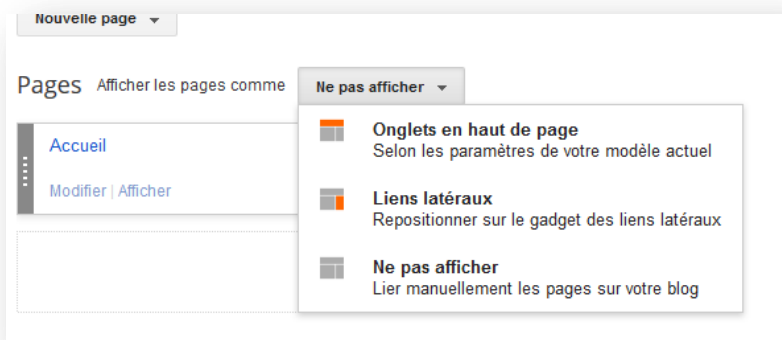 Nouvelle page
Pages Afficher les pages comme Ne pas afficher
Onglets en haut de page
Selon les paramètres de votre modèle actuel
Accueil
Modifier | Afficher
Liens latéraux
Repositionner sur le gadget des liens latéraux
Ne pas afficher
Lier manuellement les pages sur votre blog